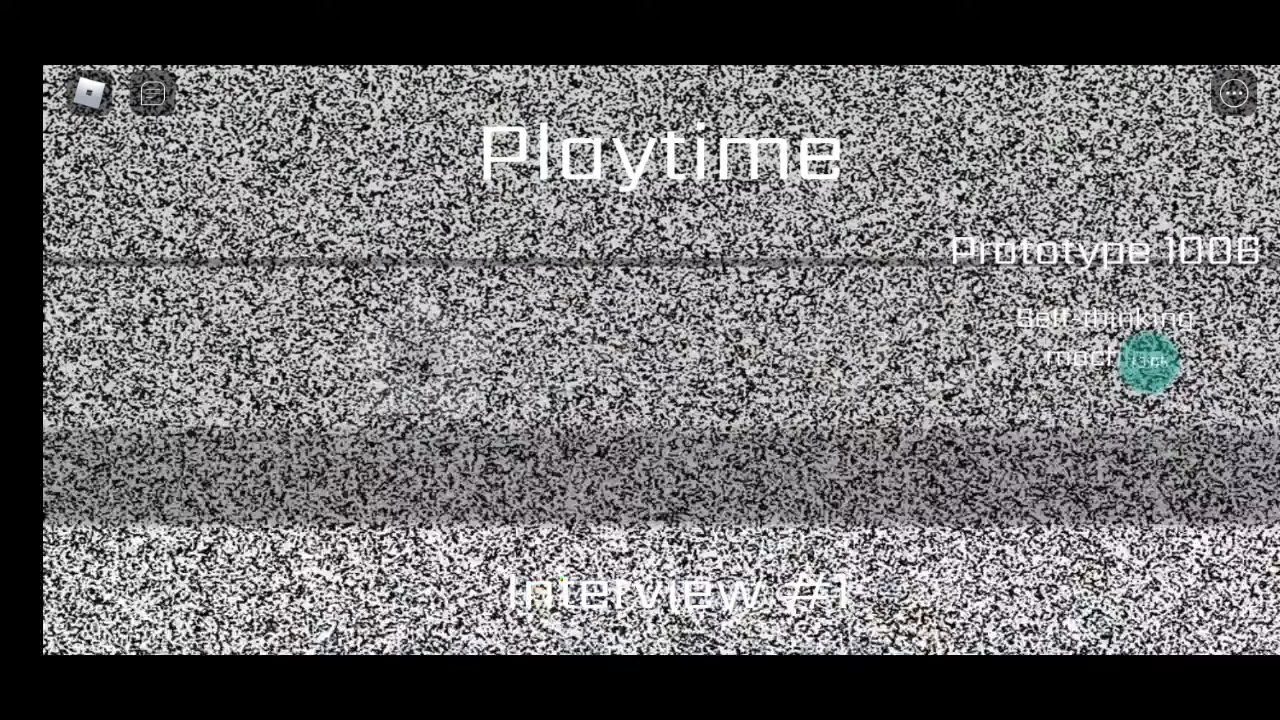 Playtime
Prototype 1006
Self-thinking
Interview #1